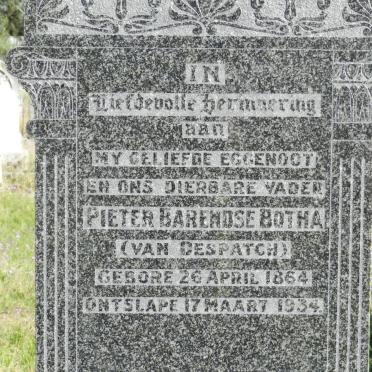 IN
Liefdevolle Herinnering
aan
MY GELIEFDE EGGENOOT
EN ONS DIERBARE VADER
PIETER BARENDSE BOTHA
(VAN DESPATCH)
GEBORE 26 APRIL 1864
ONTSLAPE 17 MAART 1934